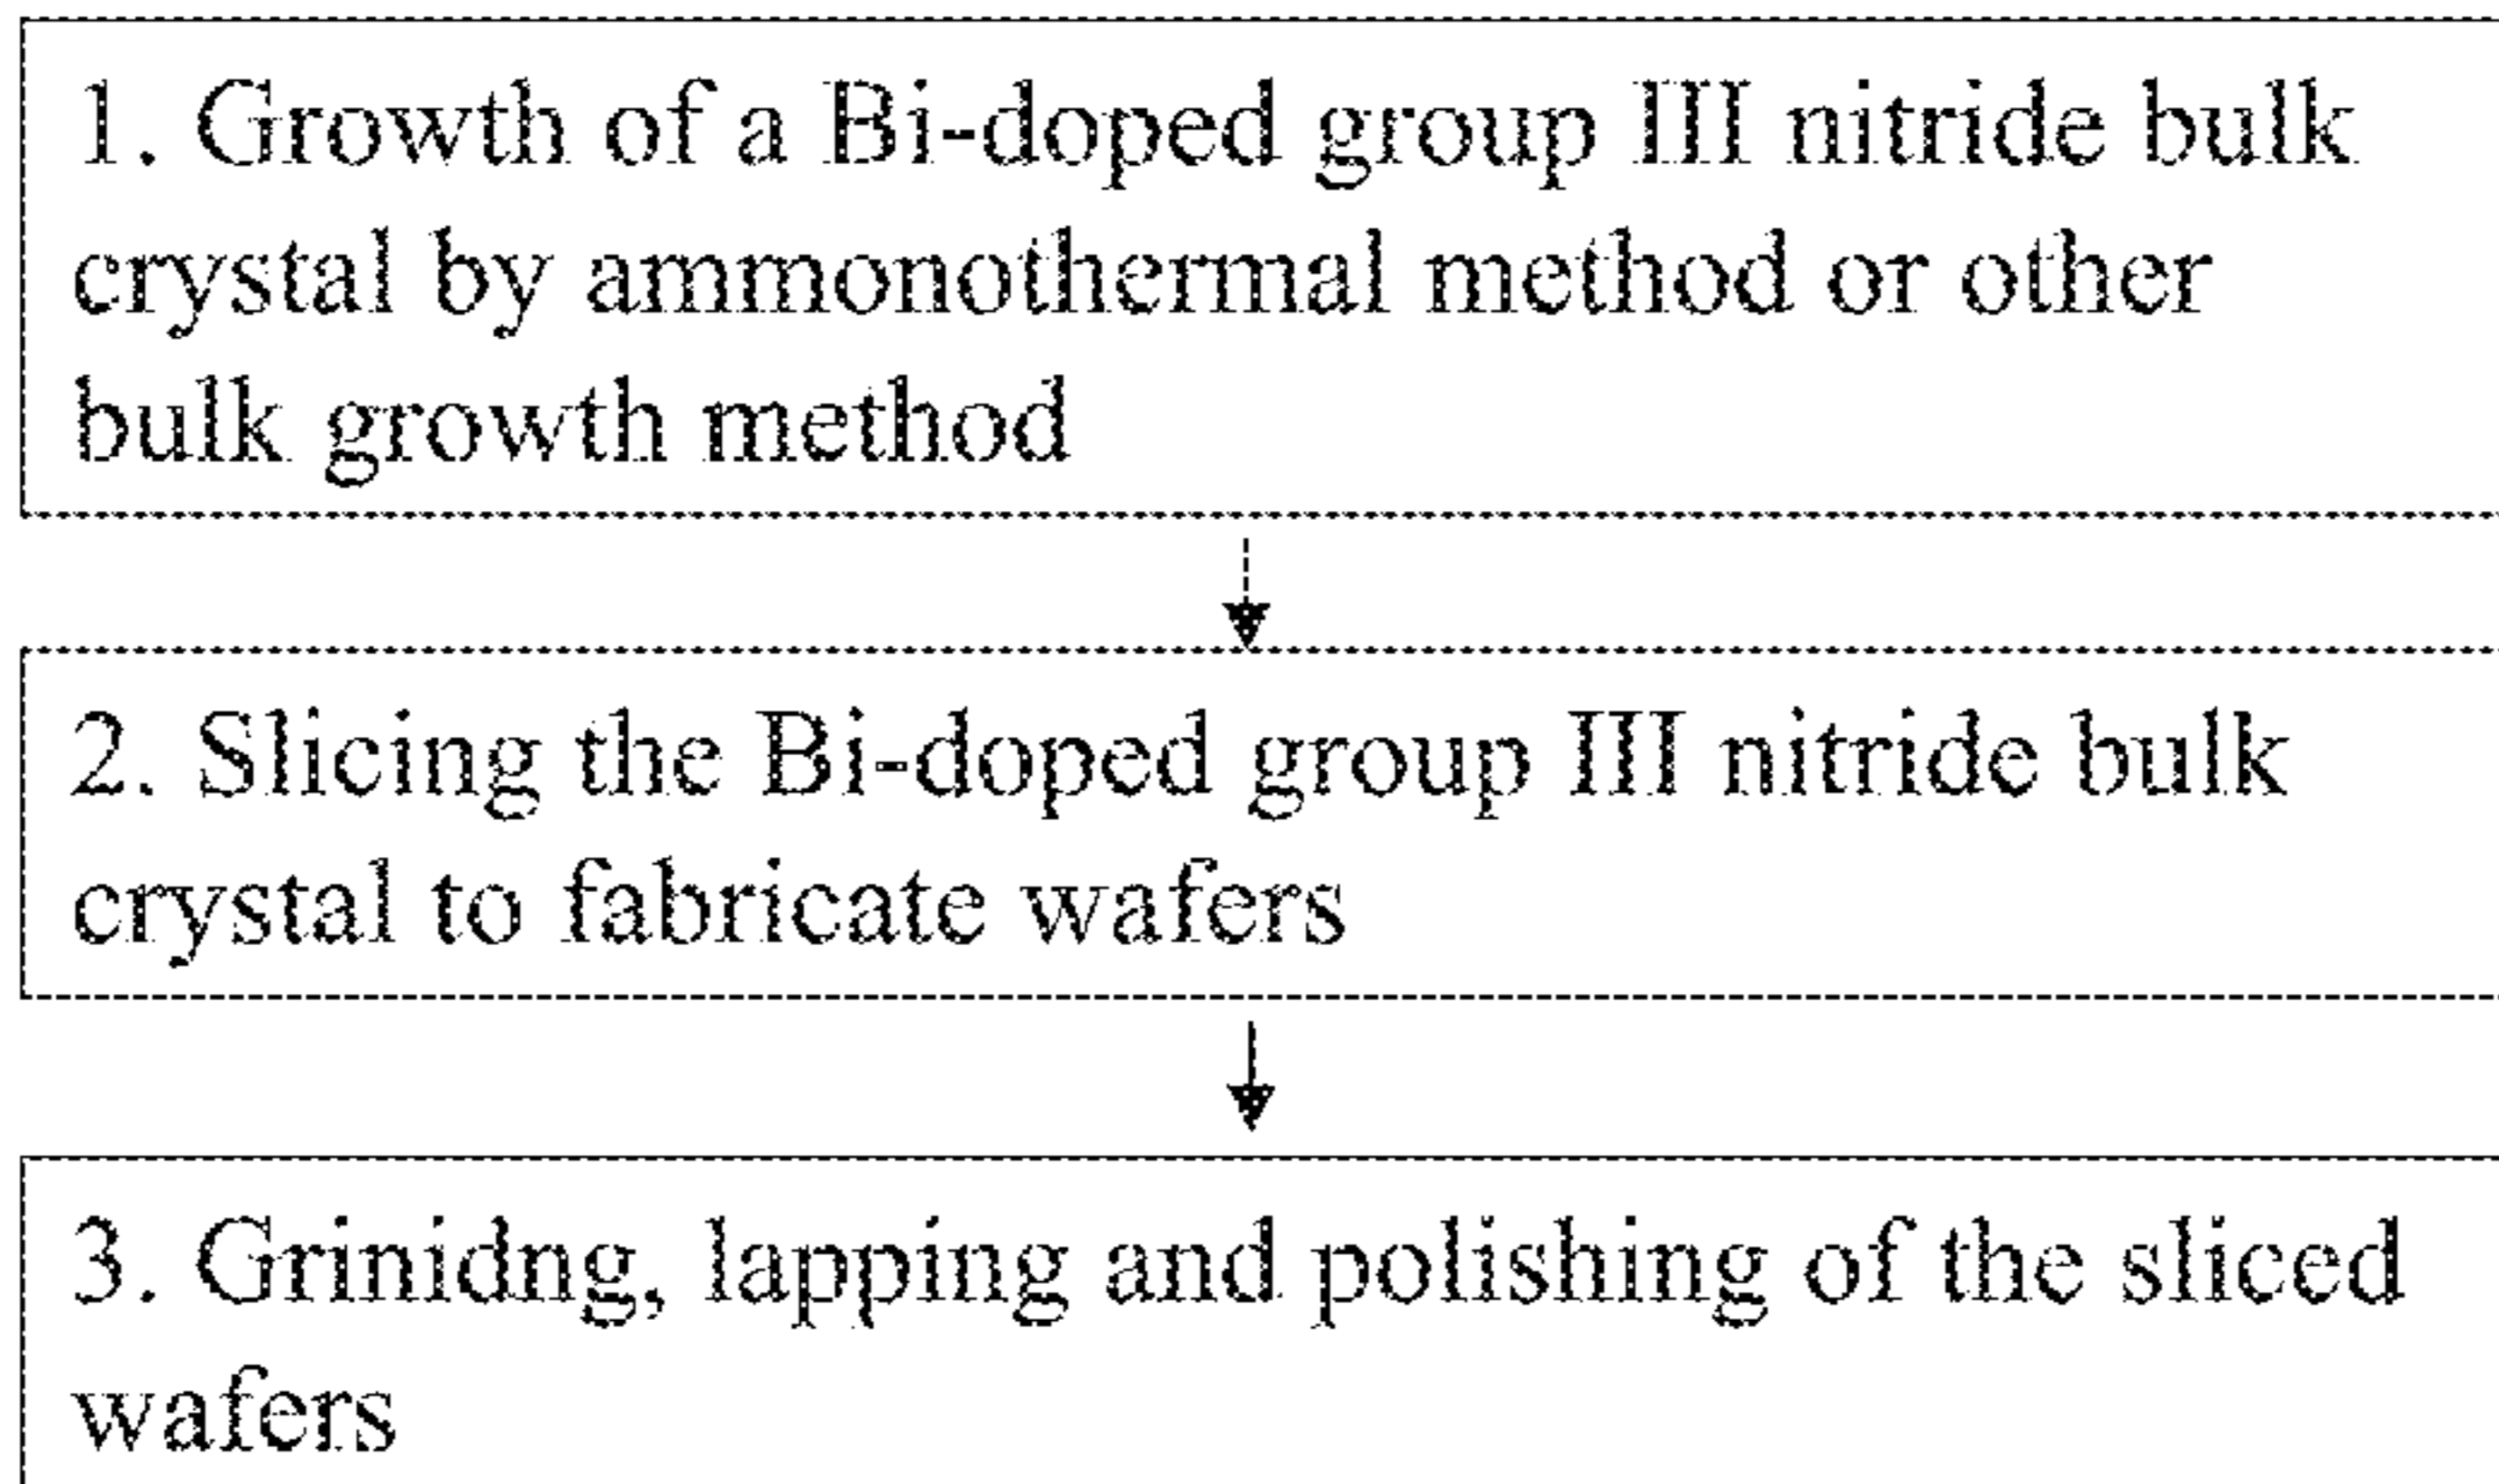 1. Growth of a Bi-doped group III nitride bulk
crystal by ammonothermal method or other
bulk growth method
2. Slicing the Bi-doped group III nitride bulk
crystal to fabricate wafers
3. Grinidng, lapping and polishing of the sliced
wafers